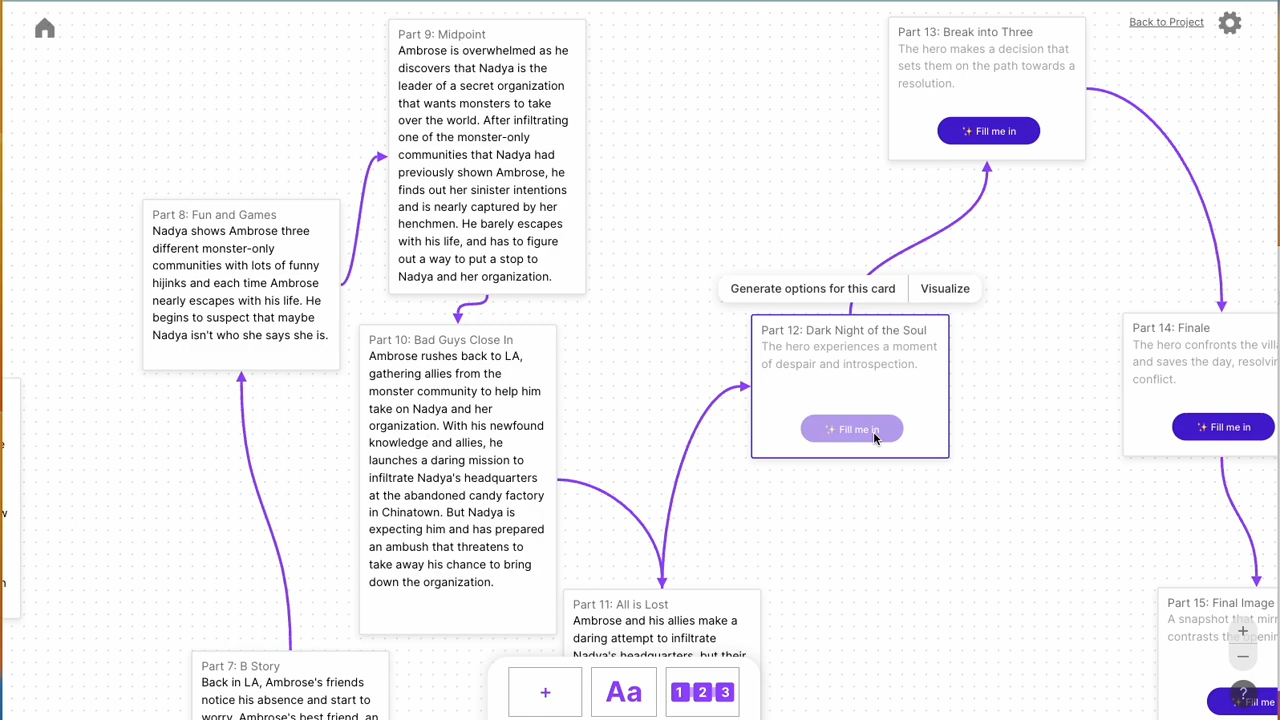 Back to Project
Part 9: Midpoint
Ambrose is overwhelmed as he
discovers that Nadya is the
leader of a secret organization
that wants monsters to take
over the world. After infiltrating
one of the monster-only
communities that Nadya had
previously shown Ambrose, he
finds out her sinister intentions
and is nearly captured by her
henchmen. He barely escapes
with his life, and has to figure
out a way to put a stop to
Nadya and her organization.
Part 13: Break into Three
The hero makes a decision that
sets them on the path towards a
resolution.
✨ Fill me in
Part 8: Fun and Games
Nadya shows Ambrose three
different monster-only
communities with lots of funny
hijinks and each time Ambrose
nearly escapes with his life. He
begins to suspect that maybe
Nadya isn't who she says she is.
Generate options for this card
Visualize
Part 10: Bad Guys Close In
Ambrose rushes back to LA,
gathering allies from the
monster community to help him
take on Nadya and her
organization. With his newfound
knowledge and allies, he
launches a daring mission to
infiltrate Nadya's headquarters
at the abandoned candy factory
in Chinatown. But Nadya is
expecting him and has prepared
an ambush that threatens to
take away his chance to bring
down the organization.
Part 12: Dark Night of the Soul
The hero experiences a moment
of despair and introspection.
✨ Fill me in
Part 14: Finale
The hero confronts the
and saves the day,
conflict.
✨ Fill me in
Part 11: All is Lost
Ambrose and his allies make a
daring attempt to infiltrate
Nadya's headquarters, but their
Part 15: Final Image
A snapshot that
contrasts the
Fill me
Part 7: B Story
Back in LA, Ambrose's friends
notice his absence and start to
worry. Ambrose's best friend, an
+
Aa
1 2 3
+
−
?